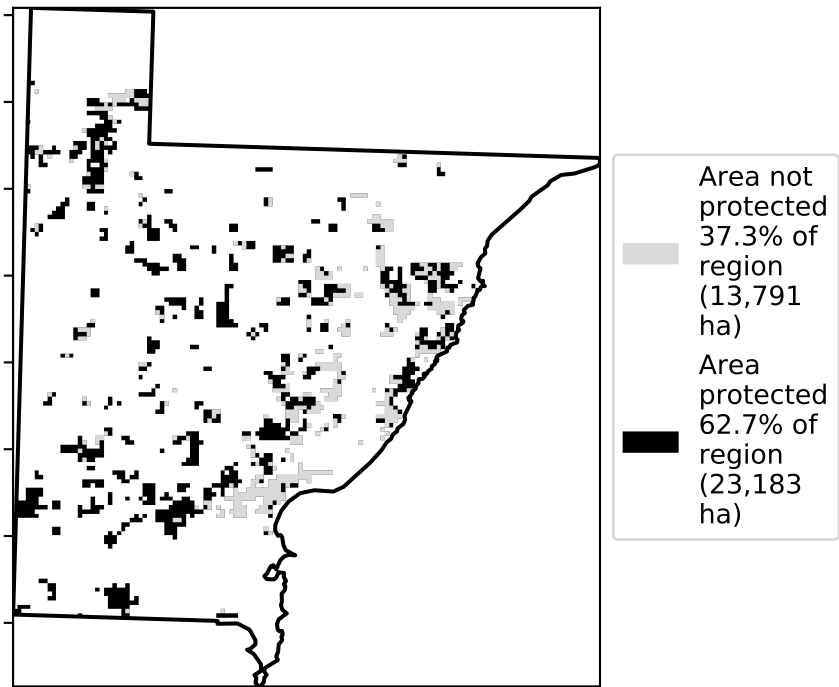 Area not
protected
37.3% of
region
(13,791
ha)
Area
protected
62.7% of
region
(23,183
ha)